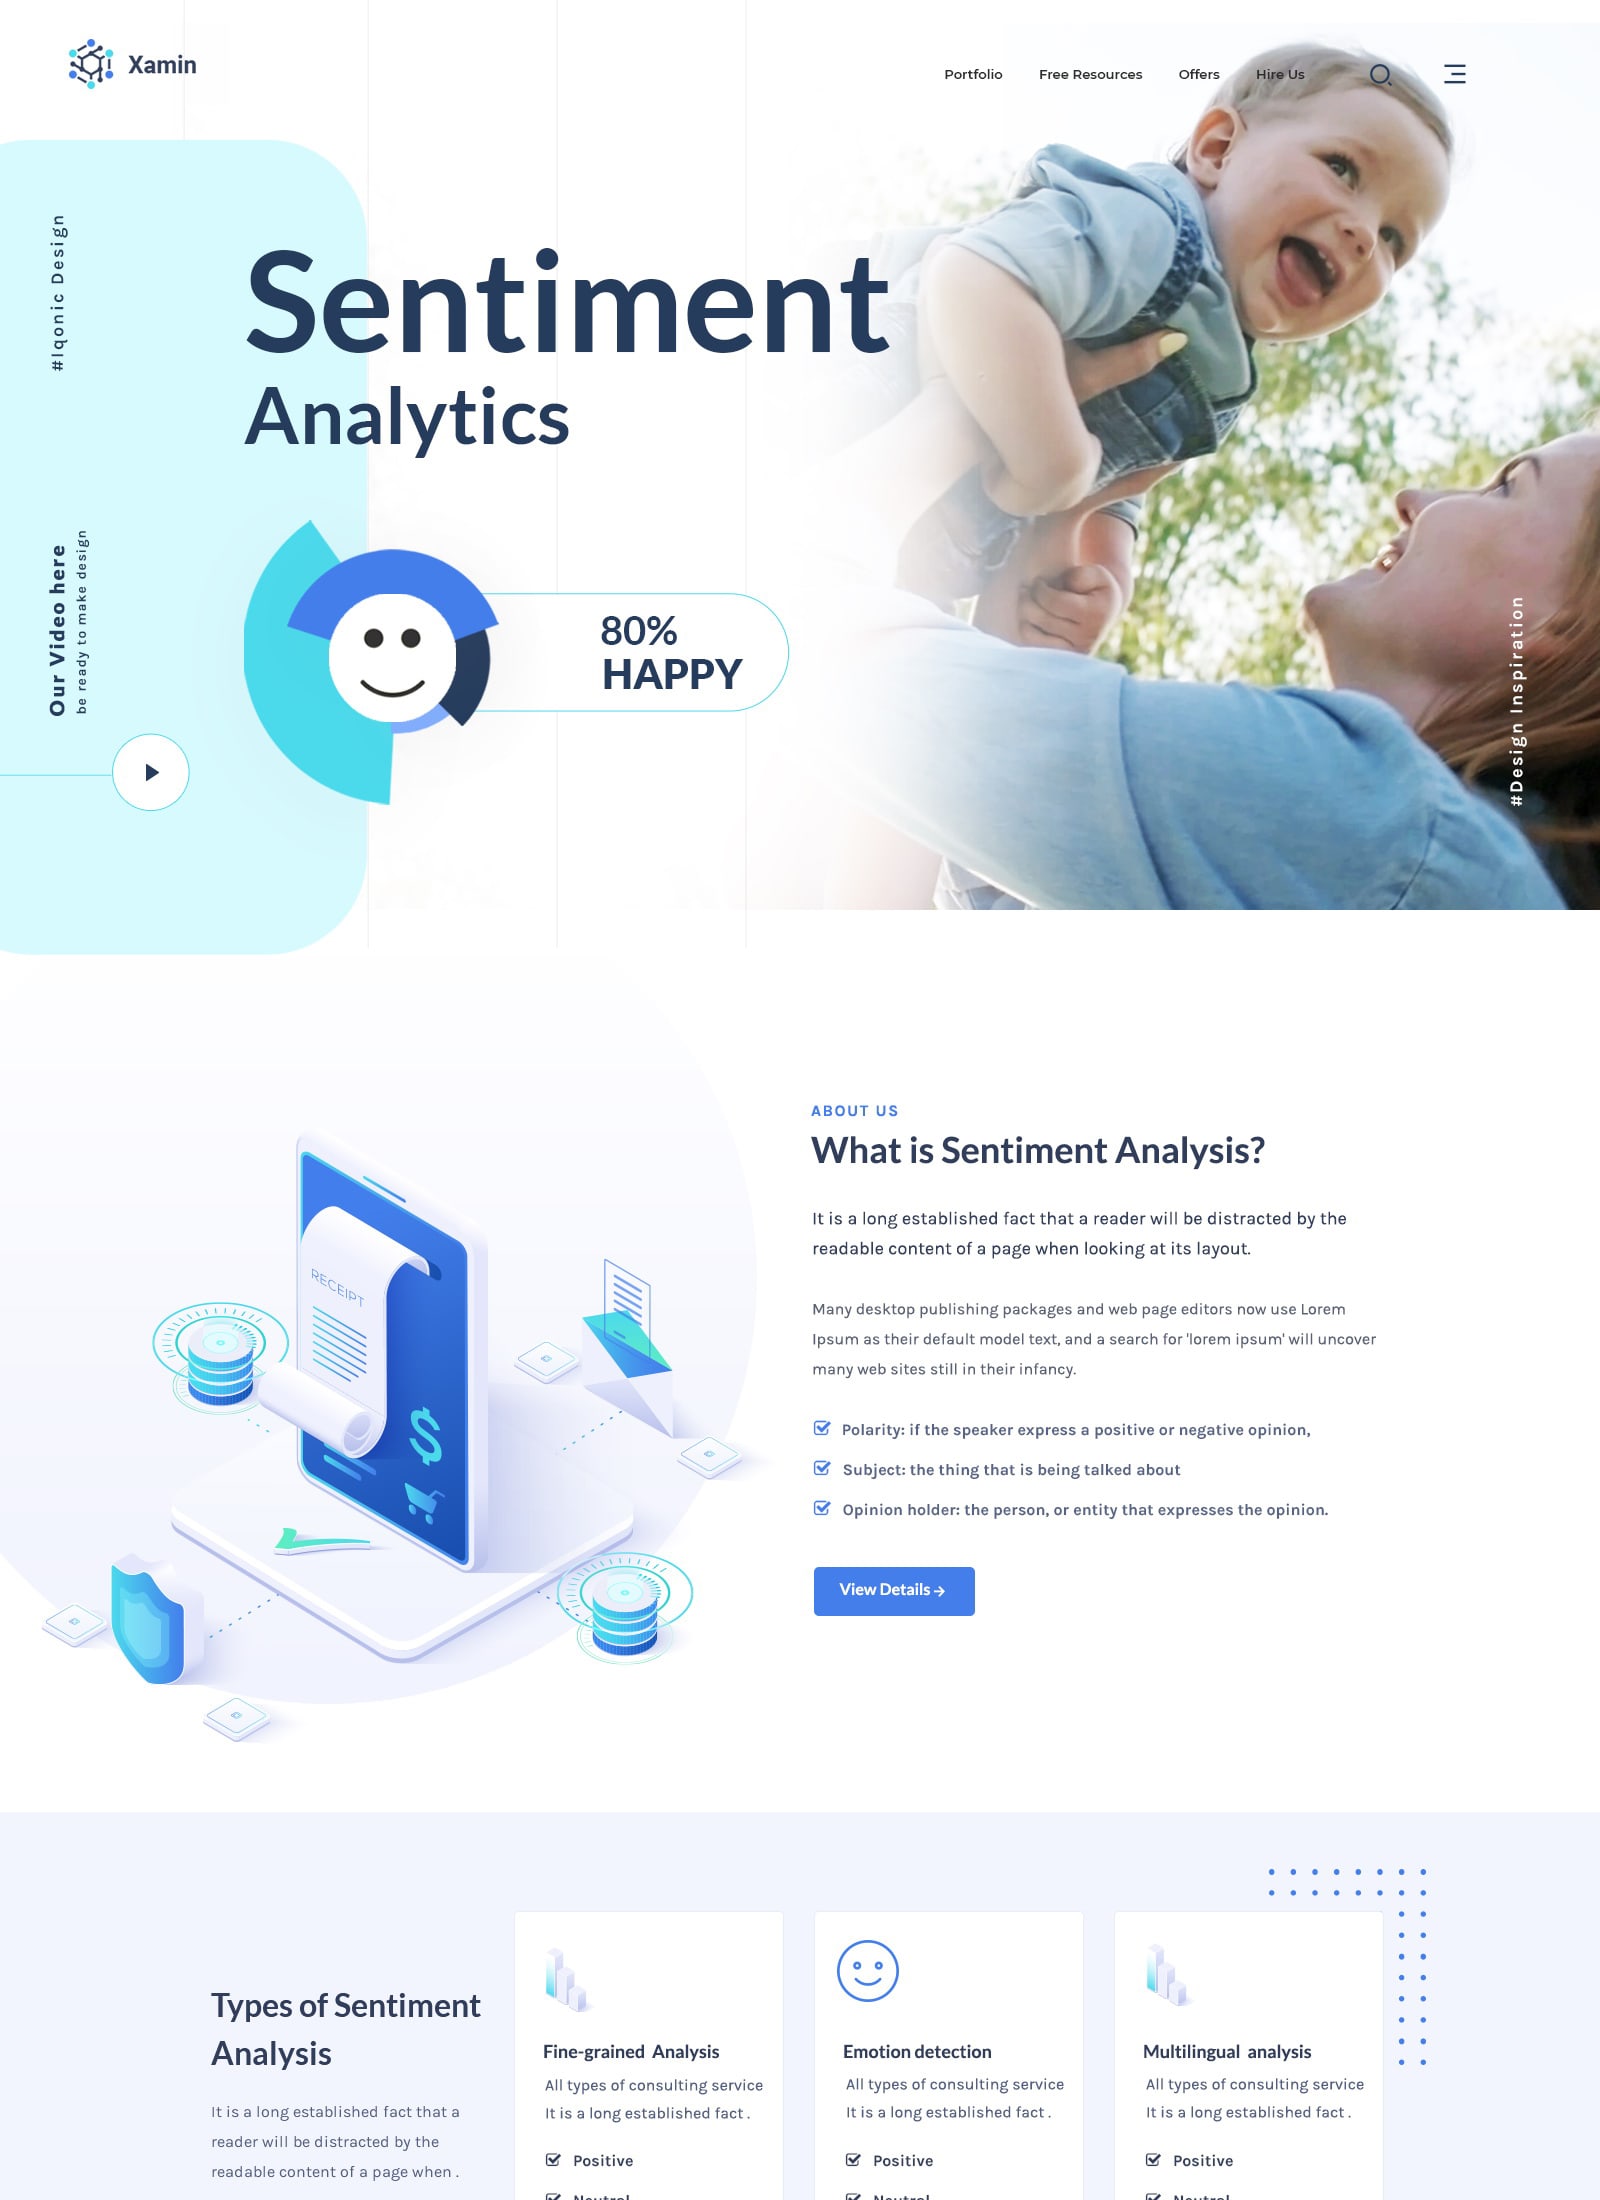 Xamin
Portfolio
Free Resources
Offers
Hire Us
#Iqonic Design
Sentiment
Analytics
Our Video here
be ready to make design
80%
HAPPY
#Design Inspiration
ABOUT US
What is Sentiment Analysis?
It is a long established fact that a reader will be distracted by the
readable content of a page when looking at its layout.
Many desktop publishing packages and web page editors now use Lorem
Ipsum as their default model text, and a search for 'lorem ipsum' will uncover
many web sites still in their infancy.
Polarity: if the speaker express a positive or negative opinion,
Subject: the thing that is being talked about
Opinion holder: the person, or entity that expresses the opinion.
View Details →
RECEIPT
$
Types of Sentiment
Analysis
It is a long established fact that a
reader will be distracted by the
readable content of a page when .
Fine-grained Analysis
All types of consulting service
It is a long established fact .
Positive
Neutral
Emotion detection
All types of consulting service
It is a long established fact .
Positive
Neutral
Multilingual analysis
All types of consulting service
It is a long established fact .
Positive
Neutral